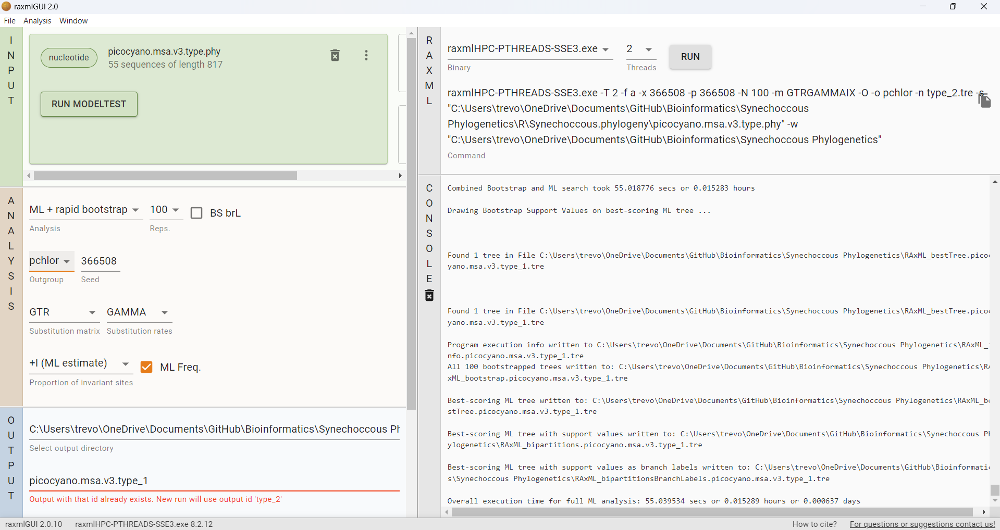 raxmlGUI 2.0
File Analysis Window
INPUT
nucleotide
picocyano.msa.v3.type.phy
55 sequences of length 817
RUN MODELTEST
ANALYSIS
ML + rapid bootstrap
Analysis
100
Reps.
BS brL
pchlor
Outgroup
366508
Seed
GTR
Substitution matrix
GAMMA
Substitution rates
+I (ML estimate)
Proportion of invariant sites
ML Freq.
OUTPUT
C:\Users\trevo\OneDrive\Documents\GitHub\Bioinformatics\Synechoccous
Select output directory
picocyano.msa.v3.type_1
Output with that id already exists. New run will use output id 'type_2'
RAXML
raxmlHPC-PTHREADS-SSE3.exe
Binary
2
Threads
RUN
raxmlHPC-PTHREADS-SSE3.exe -T 2 -f a -x 366508 -p 366508 -N 100 -m GTRGAMMAIX -O -o pchlor -n type_2.tre -s
"C:\Users\trevo\OneDrive\Documents\GitHub\Bioinformatics\Synechoccous
Phylogenetics\R\Synechoccous.phylogeny\picocyano.msa.v3.type.phy" -w
"C:\Users\trevo\OneDrive\Documents\GitHub\Bioinformatics\Synechoccous Phylogenetics"
Command
CONSOLE
Combined Bootstrap and ML search took 55.018776 secs or 0.015283 hours
Drawing Bootstrap Support Values on best-scoring ML tree ...
Found 1 tree in File C:\Users\trevo\OneDrive\Documents\GitHub\Bioinformatics\Synechoccous Phylogenetics\RAxML_bestTree.pico
yano.msa.v3.type_1.tre
Found 1 tree in File C:\Users\trevo\OneDrive\Documents\GitHub\Bioinformatics\Synechoccous Phylogenetics\RAxML_bestTree.pico
yano.msa.v3.type_1.tre
Program execution info written to C:\Users\trevo\OneDrive\Documents\GitHub\Bioinformatics\Synechoccous Phylogenetics\RAxML_
nfo.picocyano.msa.v3.type_1.tre
All 100 bootstrapped trees written to: C:\Users\trevo\OneDrive\Documents\GitHub\Bioinformatics\Synechoccous Phylogenetics\R
xML_bootstrap.picocyano.msa.v3.type_1.tre
Best-scoring ML tree written to: C:\Users\trevo\OneDrive\Documents\GitHub\Bioinformatics\Synechoccous Phylogenetics\RAxML_b
stTree.picocyano.msa.v3.type_1.tre
Best-scoring ML tree with support values written to: C:\Users\trevo\OneDrive\Documents\GitHub\Bioinformatics\Synechoccous P
ylogenetics\RAxML_bipartitions.picocyano.msa.v3.type_1.tre
Best-scoring ML tree with support values as branch labels written to: C:\Users\trevo\OneDrive\Documents\GitHub\Bioinformati
s\Synechoccous Phylogenetics\RAxML_bipartitionsBranchLabels.picocyano.msa.v3.type_1.tre
Overall execution time for full ML analysis: 55.039534 secs or 0.015289 hours or 0.000637 days
raxmlGUI 2.0.10 raxmlHPC-PTHREADS-SSE3.exe 8.2.12
How to cite? For questions or suggestions contact us!